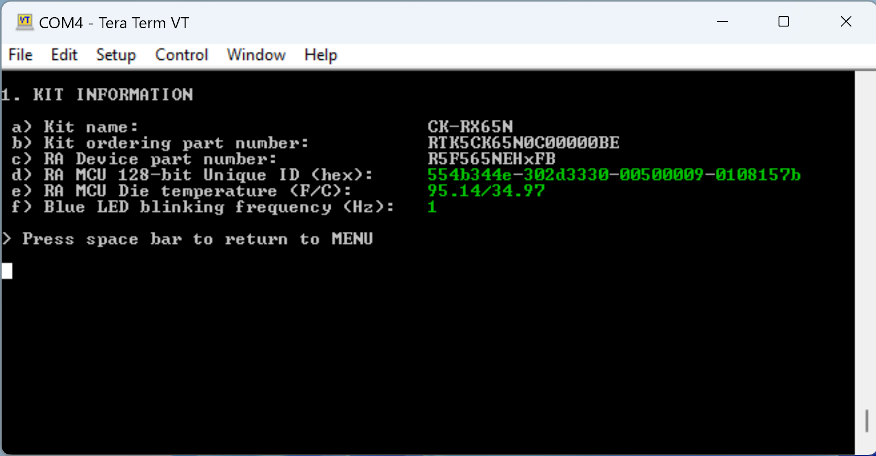 VT COM4 - Tera Term VT
File Edit Setup Control Window Help
1. KIT INFORMATION
a) Kit name: CK-RX65N
b) Kit ordering part number: RTK5CK65N0C00000BE
c) RA Device part number: R5F565NEHxFB
d) RA MCU 128-bit Unique ID (hex): 554b344e-302d3330-00500009-0108157b
e) RA MCU Die temperature (F/C): 95.14/34.97
f) Blue LED blinking frequency (Hz): 1
> Press space bar to return to MENU